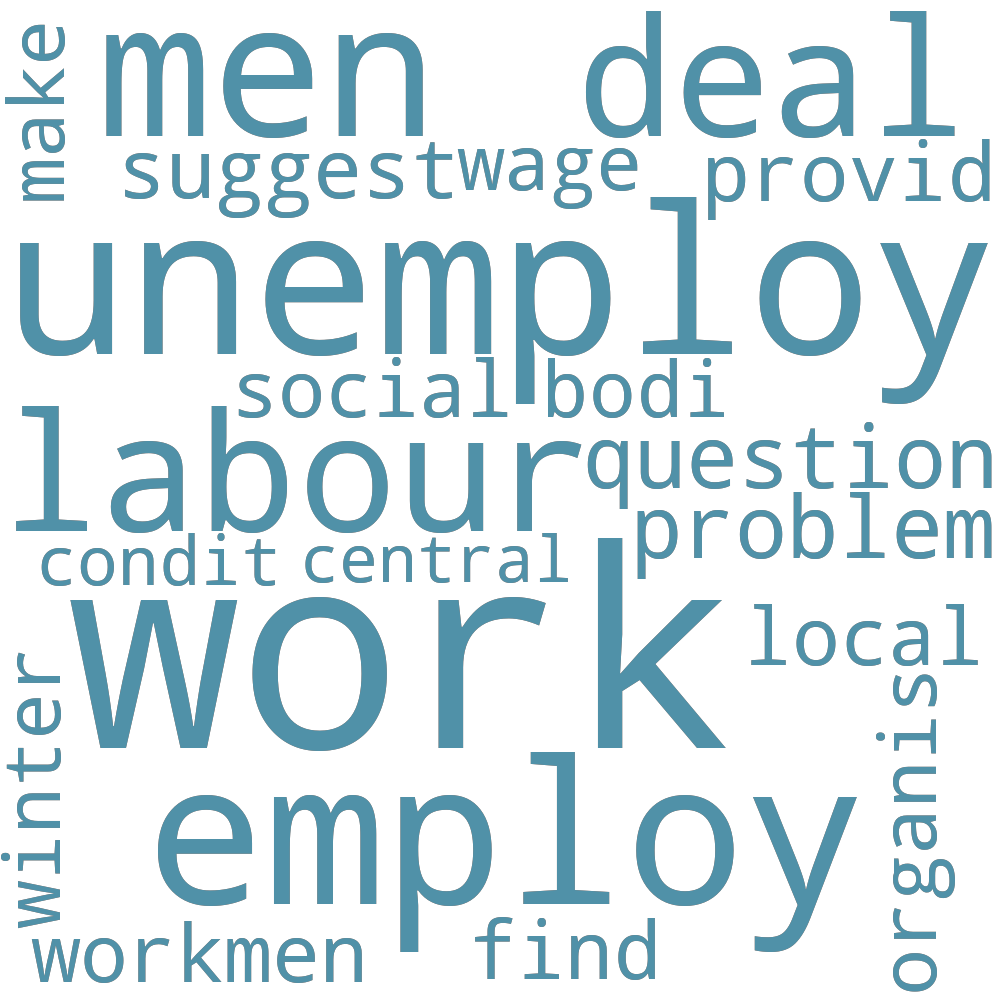 make
men deal
suggest wage provid
unemploy
social bodi
labour question
problem
condit central
work
local
winter
organis
employ
workmen find